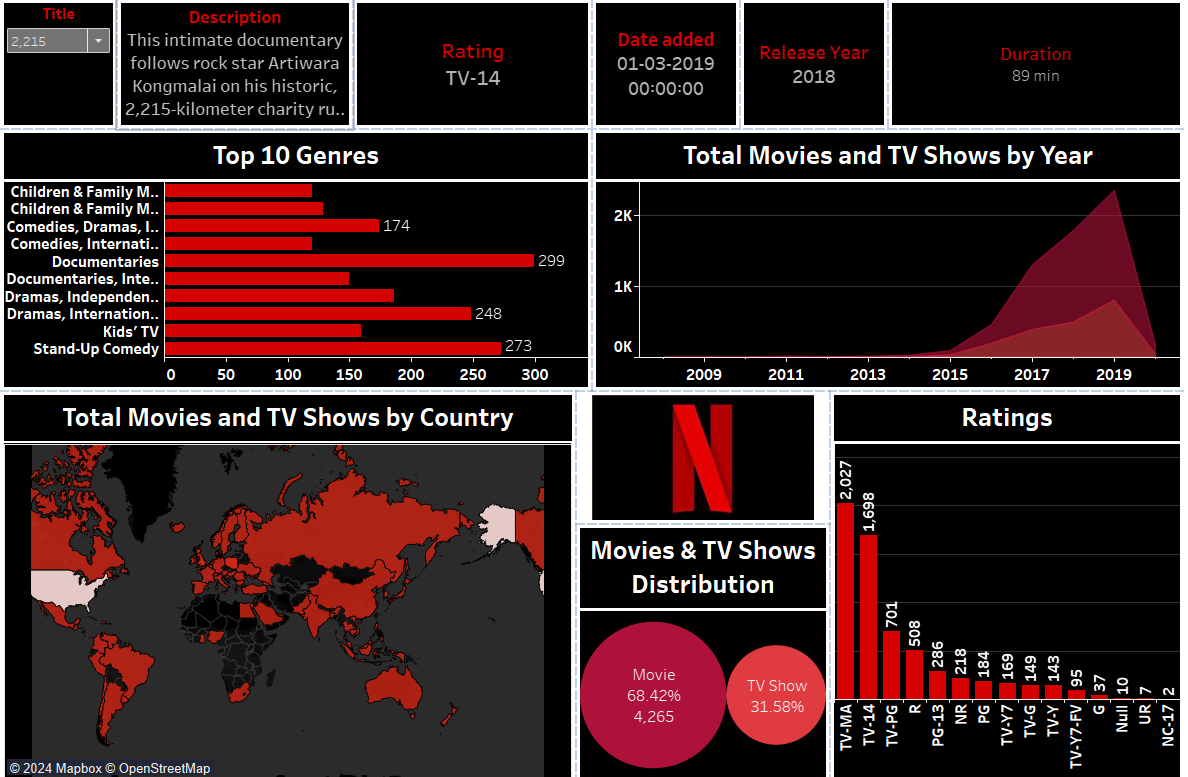 Title
2,215
Description
This intimate documentary
follows rock star Artiwara
Kongmalai on his historic,
2,215-kilometer charity ru..
Rating
TV-14
Date added
01-03-2019
00:00:00
Release Year
2018
Duration
89 min
Top 10 Genres
Children & Family M..
Children & Family M..
Comedies, Dramas, I..
174
Comedies, Internati..
Documentaries
299
Documentaries, Inte..
Dramas, Independen..
Dramas, Internation..
248
Kids’ TV
Stand-Up Comedy
273
0 50 100 150 200 250 300
Total Movies and TV Shows by Year
2K
1K
0K
2009 2011 2013 2015 2017 2019
Total Movies and TV Shows by Country
© 2024 Mapbox © OpenStreetMap
N
Movies & TV Shows
Distribution
Movie
68.42%
4,265
TV Show
31.58%
Ratings
2,027
1,698
701
508
286
218
184
169
149
143
95
37
10
7
2
TV-MA
TV-14
TV-PG
R
PG-13
NR
PG
TV-Y7
TV-G
TV-Y
TV-Y7-FV
G
Null
UR
NC-17